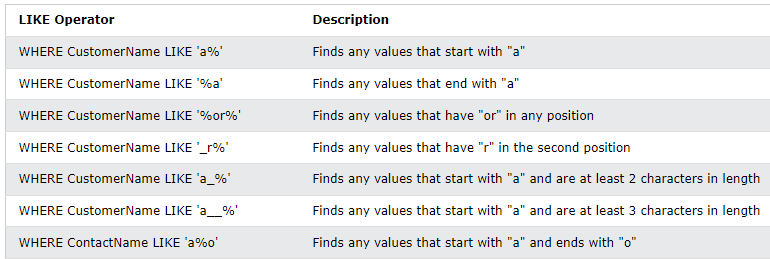 LIKE Operator Description
WHERE CustomerName LIKE 'a%' Finds any values that start with "a"
WHERE CustomerName LIKE '%a' Finds any values that end with "a"
WHERE CustomerName LIKE '%or%' Finds any values that have "or" in any position
WHERE CustomerName LIKE '_r%' Finds any values that have "r" in the second position
WHERE CustomerName LIKE 'a_%' Finds any values that start with "a" and are at least 2 characters in length
WHERE CustomerName LIKE 'a__%' Finds any values that start with "a" and are at least 3 characters in length
WHERE ContactName LIKE 'a%o' Finds any values that start with "a" and ends with "o"